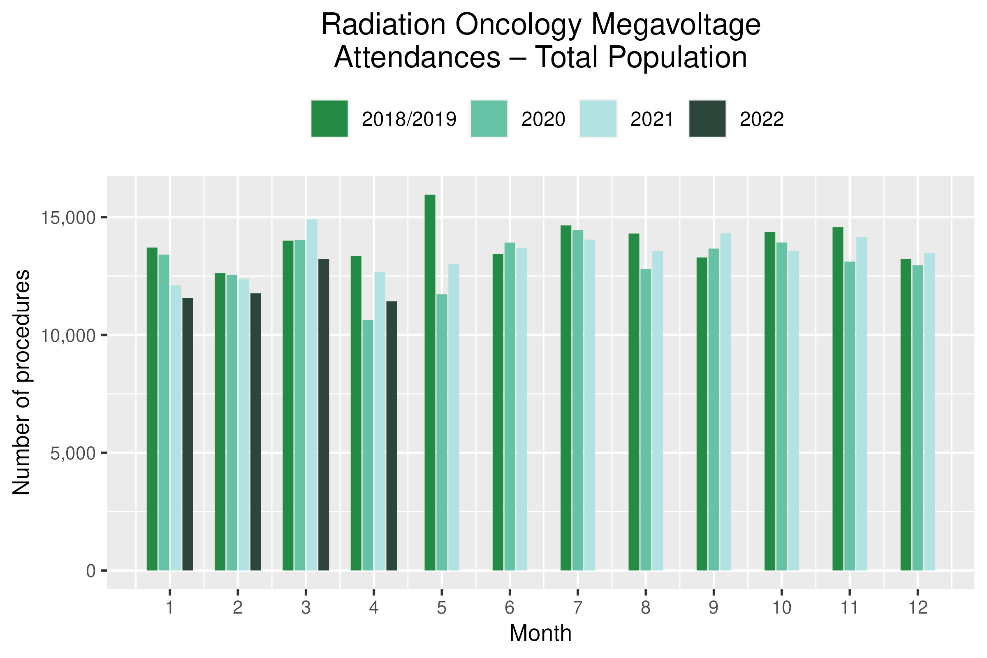 Radiation Oncology Megavoltage
Attendances – Total Population
2018/2019 2020 2021 2022
Number of procedures
15,000
10,000
5,000
0
1 2 3 4 5 6 7 8 9 10 11 12
Month